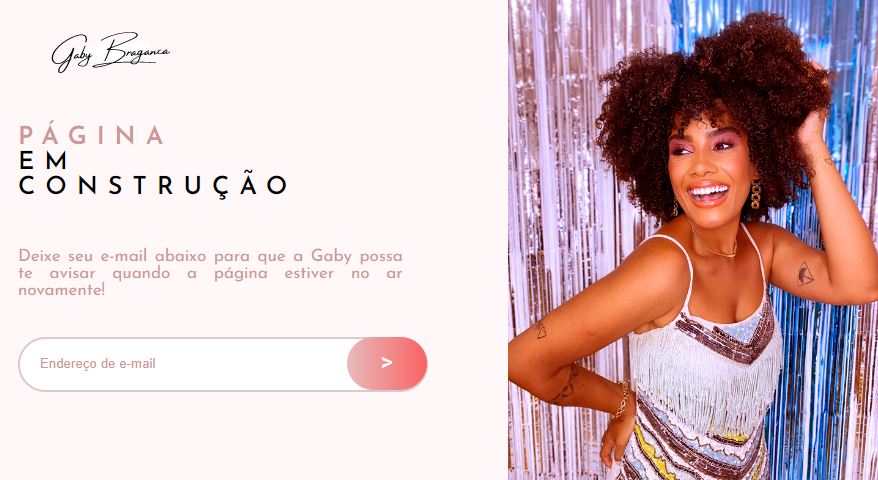 Gaby Braganca
PÁGINA
EM
CONSTRUÇÃO
Deixe seu e-mail abaixo para que a Gaby possa
te avisar quando a página estiver no ar
novamente!
Endereço de e-mail
>